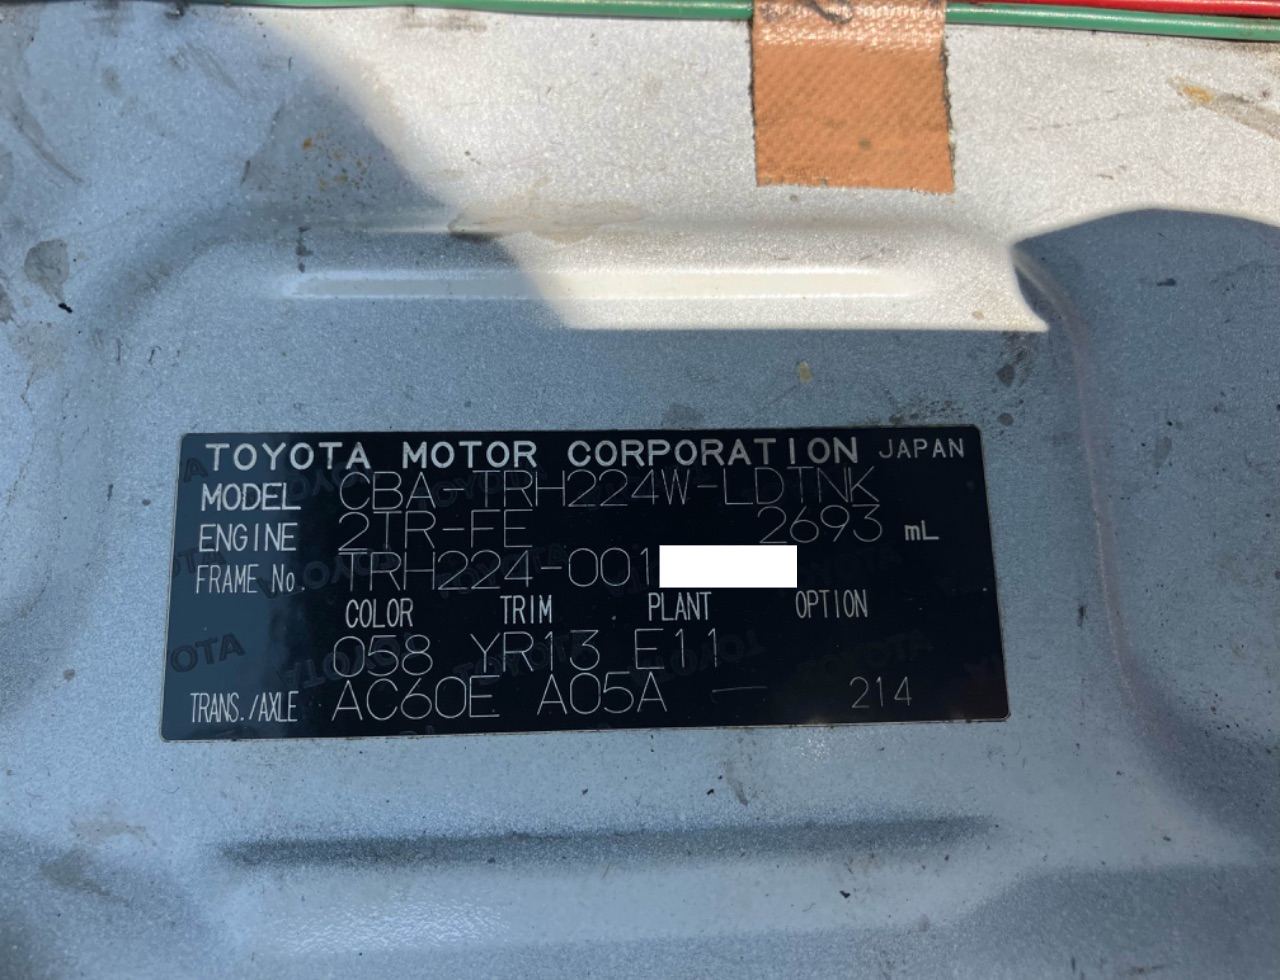 TOYOTA MOTOR CORPORATION JAPAN
MODEL CBA-TRH224W-LDTNK
ENGINE 2TR-FE 2693 mL
FRAME No. TRH224-001
COLOR TRIM PLANT OPTION
058 YR13 E11
TRANS./AXLE AC60E A05A — 214